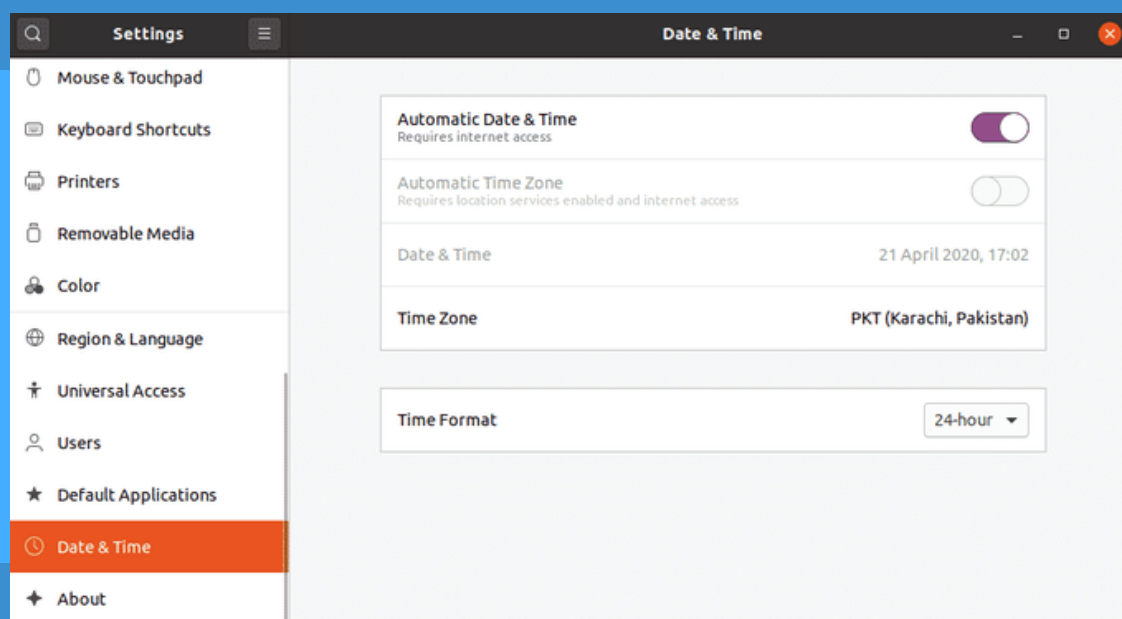 Settings
Date & Time
Mouse & Touchpad
Keyboard Shortcuts
Printers
Removable Media
Color
Region & Language
Universal Access
Users
Default Applications
Date & Time
About
Automatic Date & Time
Requires internet access
Automatic Time Zone
Requires location services enabled and internet access
Date & Time 21 April 2020, 17:02
Time Zone PKT (Karachi, Pakistan)
Time Format 24-hour